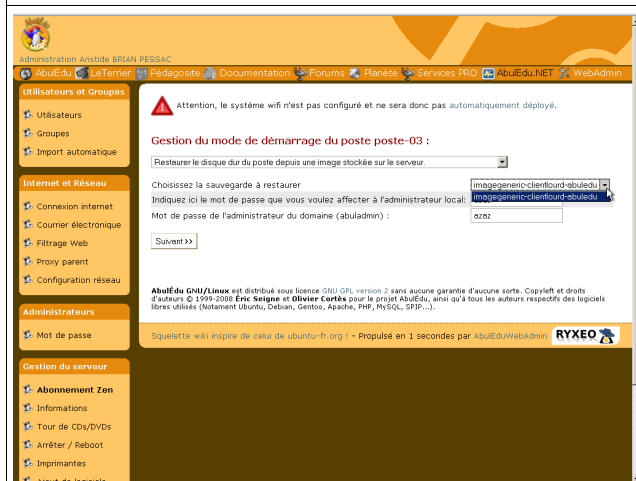 AbulÉdu
Administration Aristide BRIAN PESSAC
AbulÉdu LeTerrier Pédagosite Documentation Forums Planète Services PRO AbulÉdu.NET WebAdmin
Utilisateurs et Groupes
Utilisateurs
Groupes
Import automatique
Internet et Réseau
Connexion internet
Courrier électronique
Filtrage Web
Proxy parent
Configuration réseau
Administrateurs
Mot de passe
Gestion du serveur
Abonnement Zen
Informations
Tour de CDs/DVDs
Arrêter / Reboot
Imprimantes
Ajout de logiciels
Attention, le système wifi n'est pas configuré et ne sera donc pas automatiquement déployé.
Gestion du mode de démarrage du poste poste-03 :
Restaurer le disque dur du poste depuis une image stockée sur le serveur.
Choisissez la sauvegarde à restaurer
imagegeneric-clientlourd-abuledu
imagegeneric-clientlourd-abuledu
Indiquez ici le mot de passe que vous voulez affecter à l'administrateur local:
Mot de passe de l'administrateur du domaine (abuladmin) :
azaz
Suivant >>
AbulÉdu GNU/Linux est distribué sous licence GNU GPL version 2 sans aucune garantie d'aucune sorte. Copyleft et droits
d'auteurs © 1999-2008 Éric Seigne et Olivier Cortès pour le projet AbulÉdu, ainsi qu'à tous les auteurs respectifs des logiciels
libres utilisés (Notament Ubuntu, Debian, Gentoo, Apache, PHP, MySQL, SPIP...).
Squelette wiki inspire de celui de ubuntu-fr.org ! - Propulsé en 1 secondes par AbulEduWebAdmin RYXEO